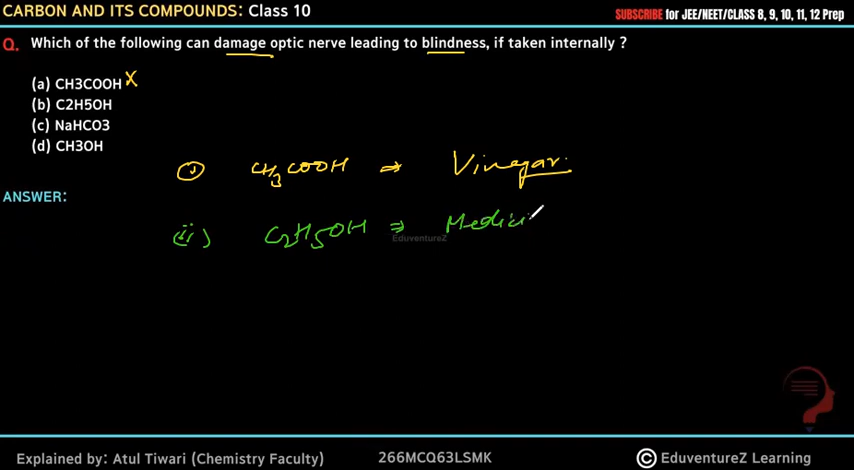 CARBON AND ITS COMPOUNDS: Class 10
SUBSCRIBE for JEE/NEET/CLASS 8, 9, 10, 11, 12 Prep
Q. Which of the following can damage optic nerve leading to blindness, if taken internally ?
(a) CH3COOH X
(b) C2H5OH
(c) NaHCO3
(d) CH3OH
(i) CH3COOH ⇒ Vinegar.
ANSWER:
(ii) C2H5OH ⇒ Medici
EduventureZ
Explained by: Atul Tiwari (Chemistry Faculty)
266MCQ63LSMK
© EduventureZ Learning